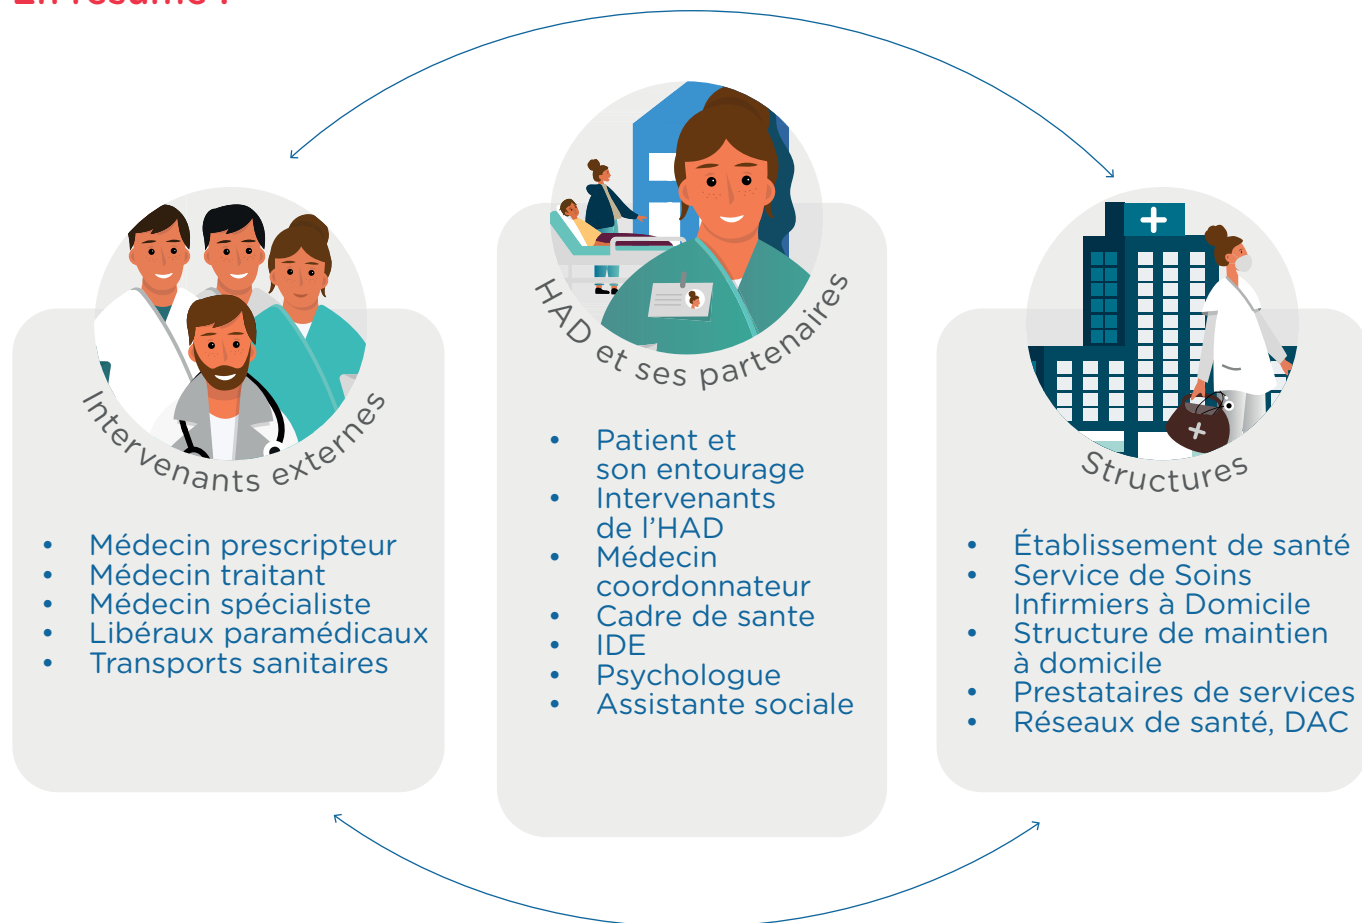 En résumé :
Intervenants externes
• Médecin prescripteur
• Médecin traitant
• Médecin spécialiste
• Libéraux paramédicaux
• Transports sanitaires
HAD et ses partenaires
• Patient et
son entourage
• Intervenants
de l’HAD
• Médecin
coordonnateur
• Cadre de sante
• IDE
• Psychologue
• Assistante sociale
Structures
• Établissement de santé
• Service de Soins
Infirmiers à Domicile
• Structure de maintien
à domicile
• Prestataires de services
• Réseaux de santé, DAC